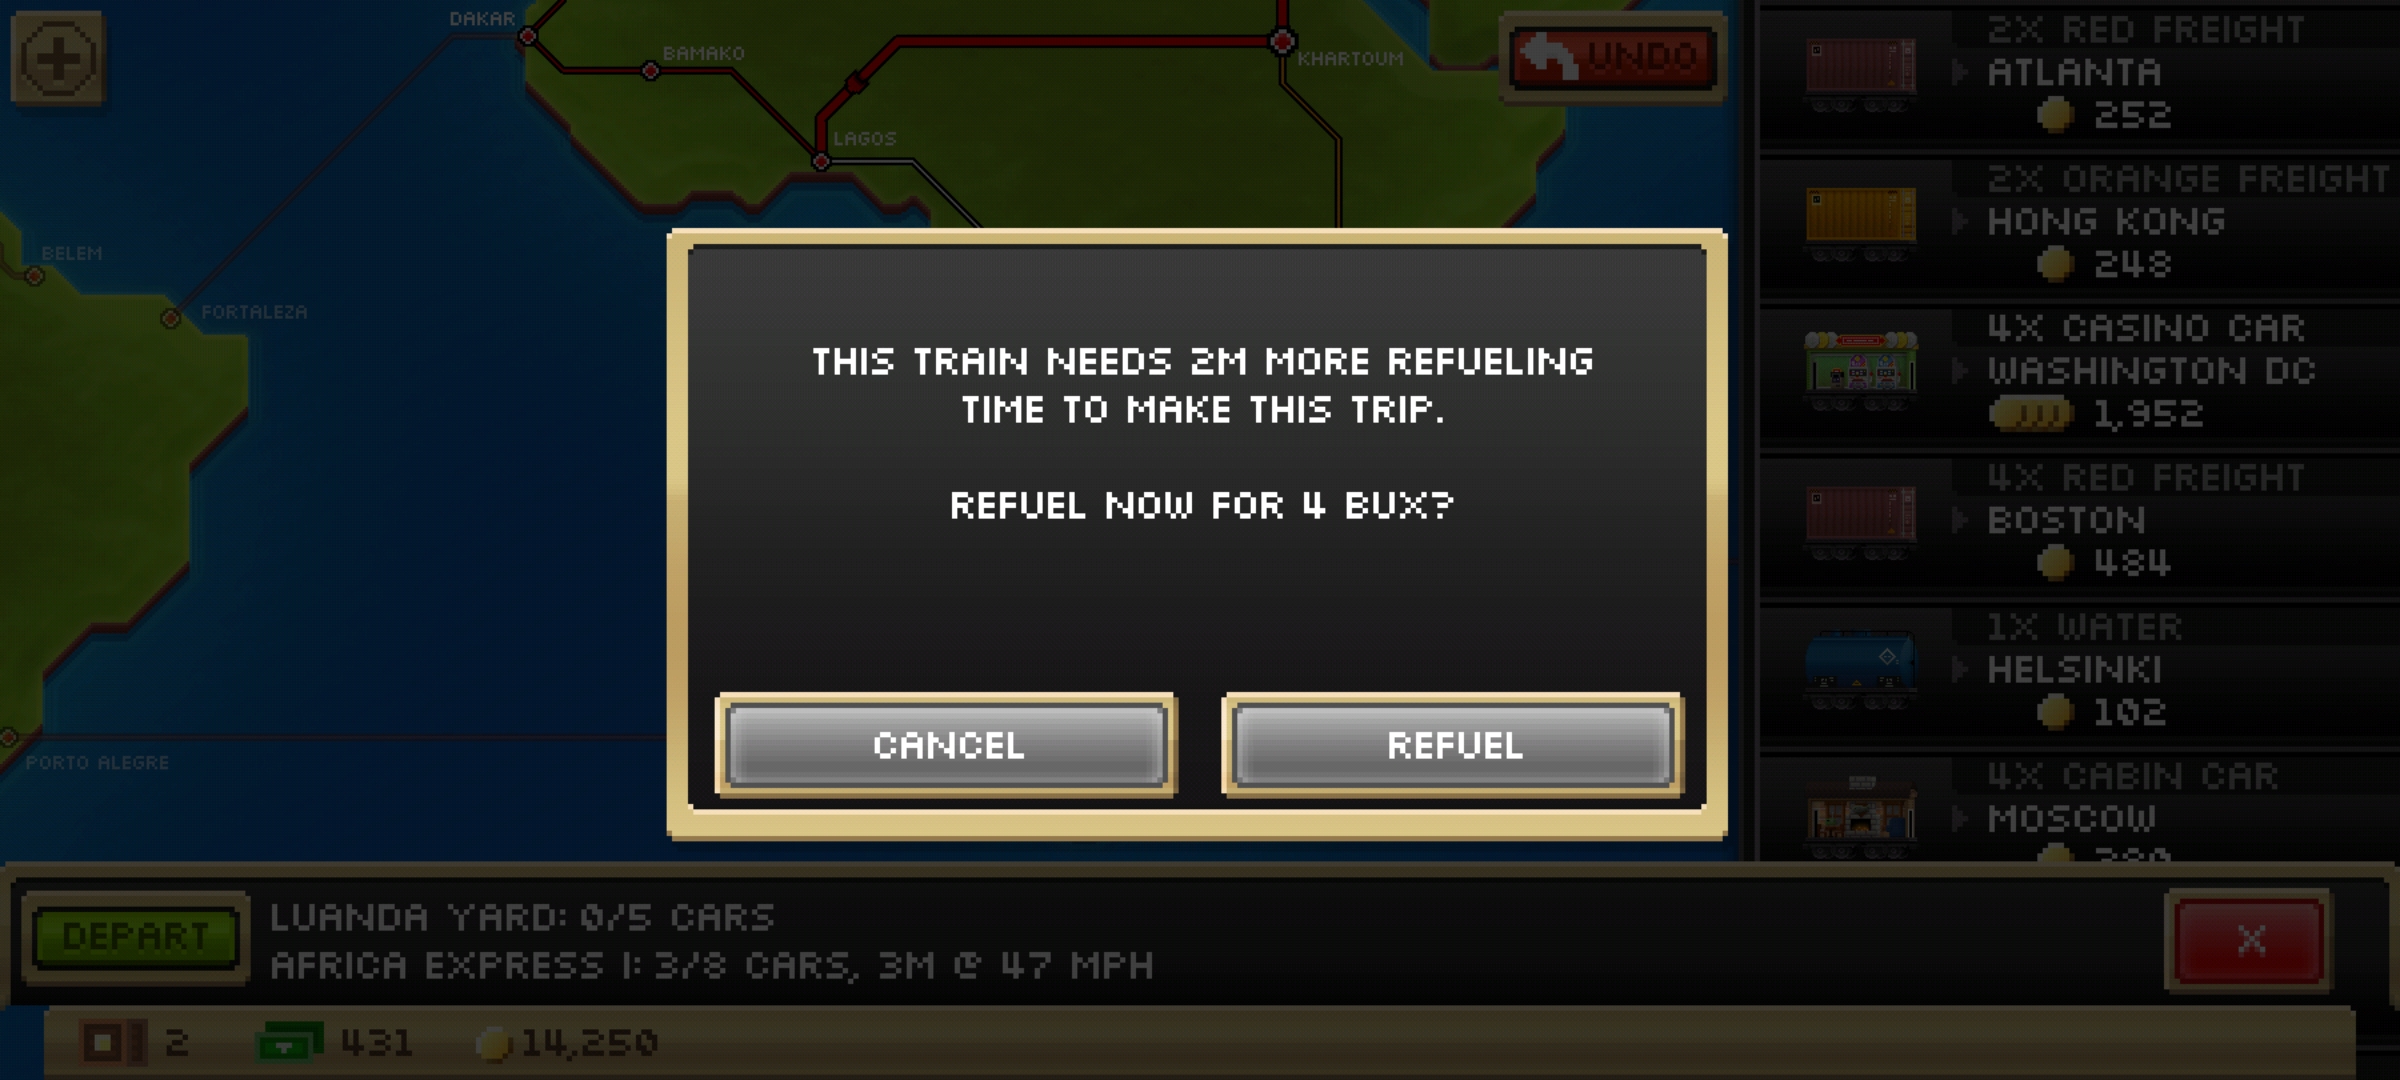 DAKAR
BAMAKO
KHARTOUM
LAGOS
BELEM
FORTALEZA
PORTO ALEGRE
UNDO
2X RED FREIGHT
ATLANTA
252
2X ORANGE FREIGHT
HONG KONG
248
4X CASINO CAR
WASHINGTON DC
1,952
4X RED FREIGHT
BOSTON
484
1X WATER
HELSINKI
102
4X CABIN CAR
MOSCOW
THIS TRAIN NEEDS 2M MORE REFUELING
TIME TO MAKE THIS TRIP.
REFUEL NOW FOR 4 BUX?
CANCEL
REFUEL
DEPART
LUANDA YARD: 0/5 CARS
AFRICA EXPRESS I: 3/8 CARS, 3M @ 47 MPH
X
2
431
14,250